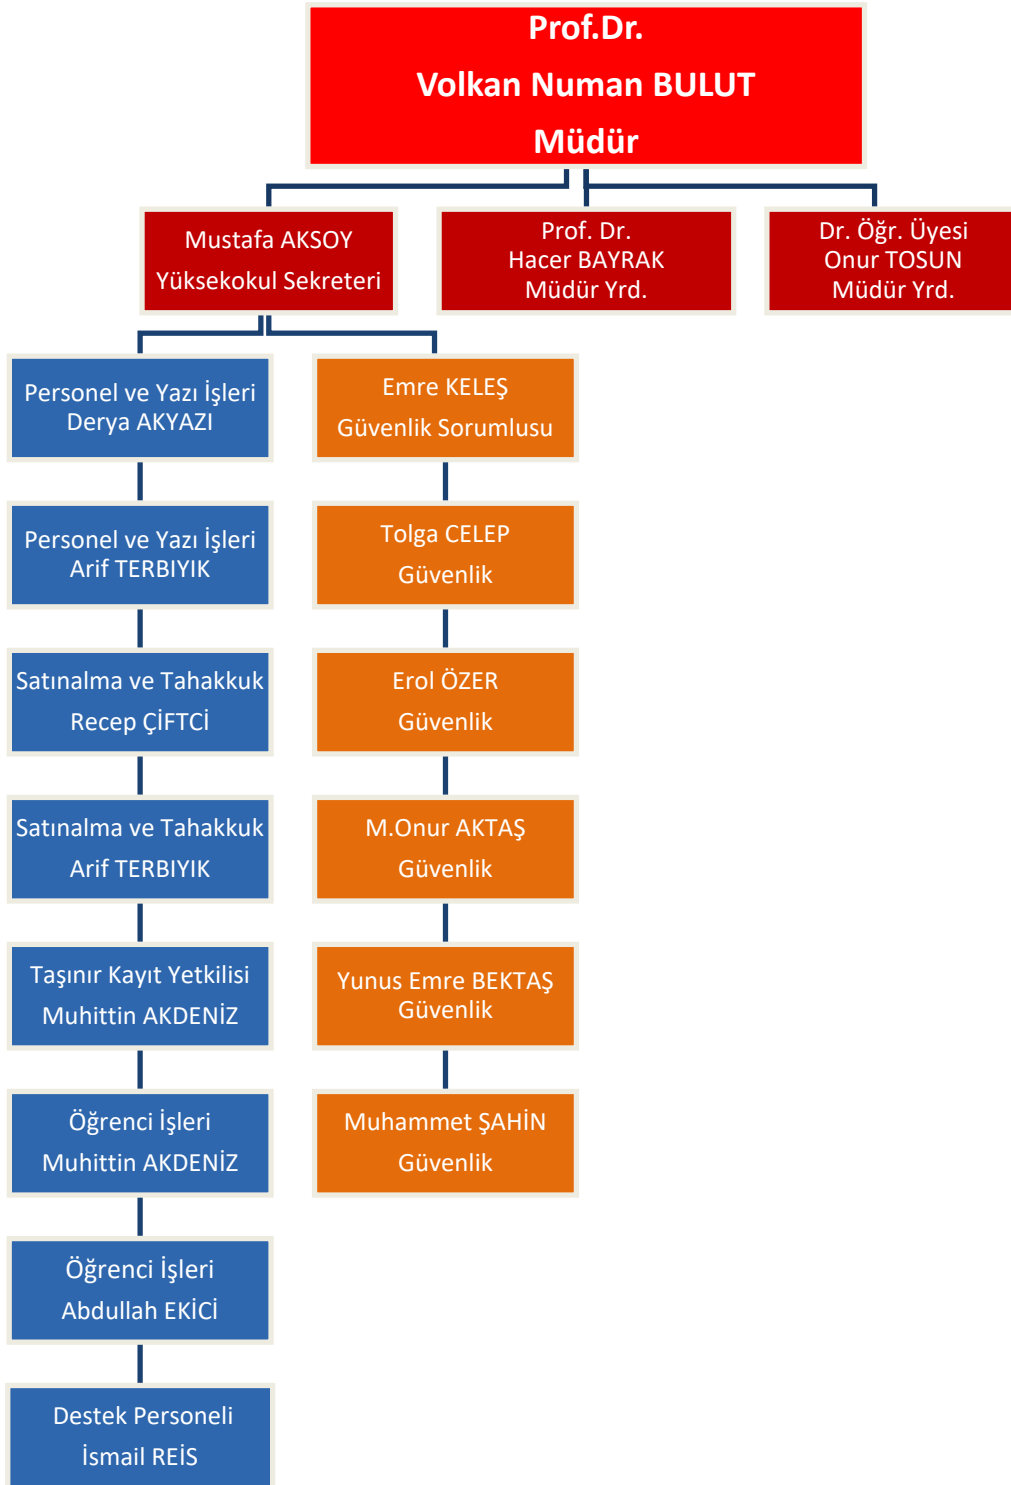 Prof.Dr.
Volkan Numan BULUT
Müdür
Mustafa AKSOY
Yüksekokul Sekreteri
Prof. Dr.
Hacer BAYRAK
Müdür Yrd.
Dr. Öğr. Üyesi
Onur TOSUN
Müdür Yrd.
Personel ve Yazı İşleri
Derya AKYAZI
Personel ve Yazı İşleri
Arif TERBIYIK
Satınalma ve Tahakkuk
Recep ÇİFTCİ
Satınalma ve Tahakkuk
Arif TERBIYIK
Taşınır Kayıt Yetkilisi
Muhittin AKDENİZ
Öğrenci İşleri
Muhittin AKDENİZ
Öğrenci İşleri
Abdullah EKİCİ
Destek Personeli
İsmail REİS
Emre KELEŞ
Güvenlik Sorumlusu
Tolga CELEP
Güvenlik
Erol ÖZER
Güvenlik
M.Onur AKTAŞ
Güvenlik
Yunus Emre BEKTAŞ
Güvenlik
Muhammet ŞAHİN
Güvenlik